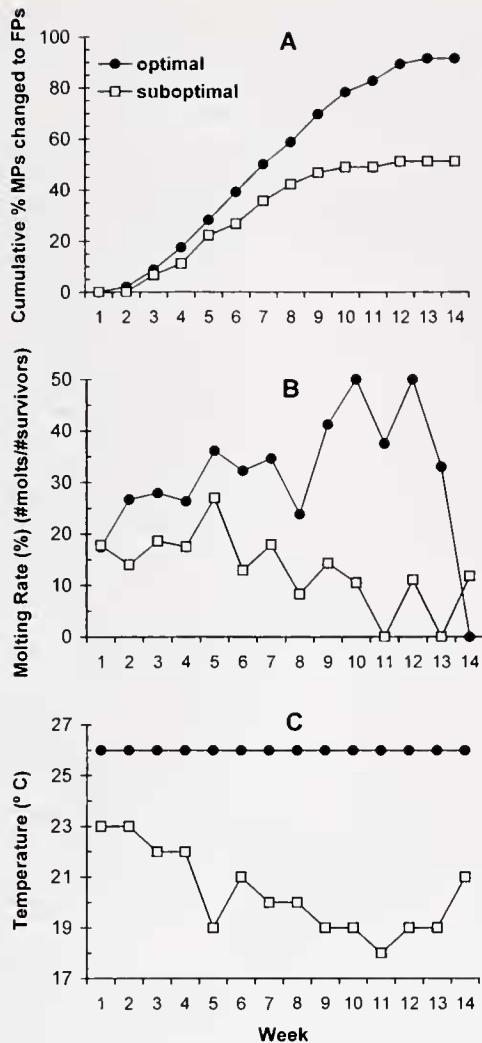 A
Cumulative % MPs changed to FPs
100
80
60
40
20
0
optimal
suboptimal
1 2 3 4 5 6 7 8 9 10 11 12 13 14
B
Molting Rate (%) (#molts/#survivors)
50
40
30
20
10
0
1 2 3 4 5 6 7 8 9 10 11 12 13 14
C
Temperature (º C)
27
25
23
21
19
17
1 2 3 4 5 6 7 8 9 10 11 12 13 14
Week